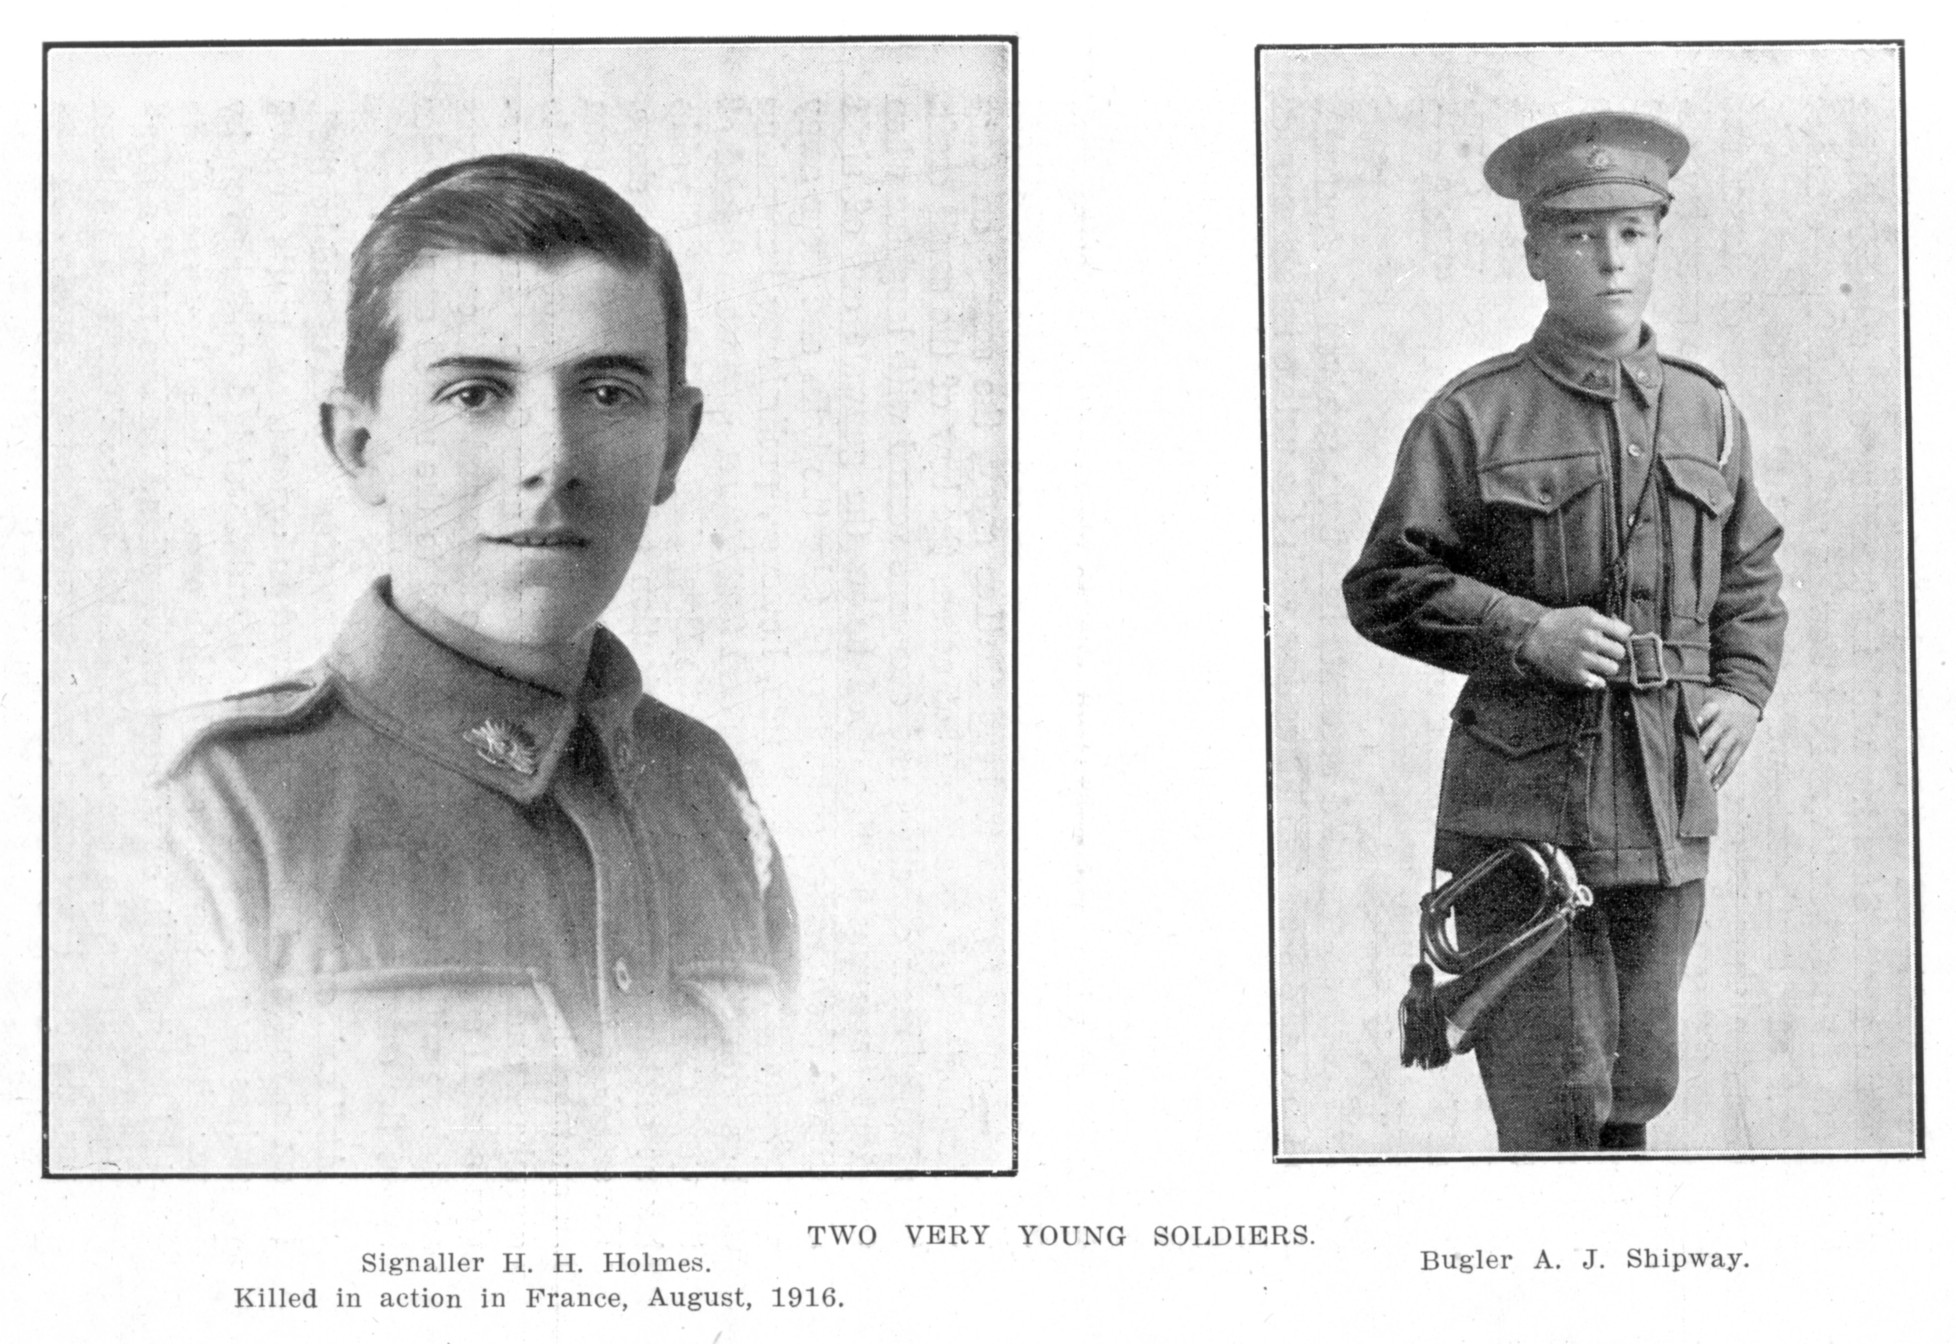 TWO VERY YOUNG SOLDIERS.
Signaller H. H. Holmes.
Killed in action in France, August, 1916.
Bugler A. J. Shipway.